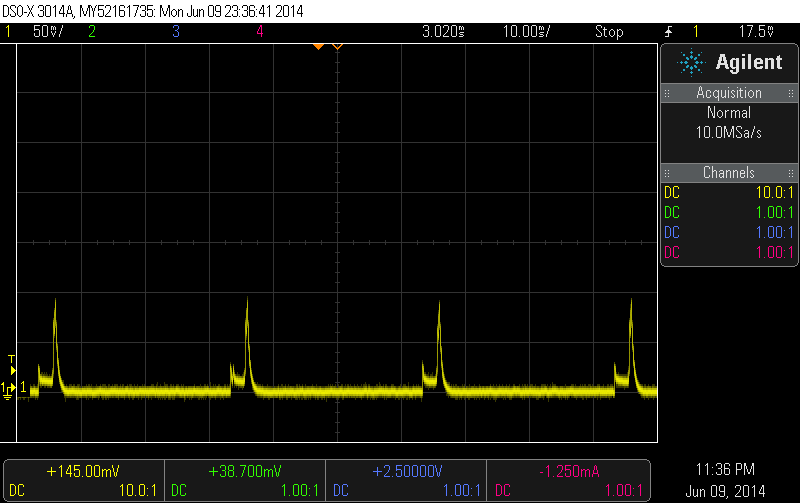 DSO-X 3014A, MY52161735: Mon Jun 09 23:36:41 2014
1 50V/ 2 3 4 3.020s 10.00s/ Stop 1 17.5V
Agilent
Acquisition
Normal
10.0MSa/s
Channels
DC 10.0:1
DC 1.00:1
DC 1.00:1
DC 1.00:1
T
1 1
+145.00mV +38.700mV +2.50000V -1.250mA
DC 10.0:1 DC 1.00:1 DC 1.00:1 DC 1.00:1
11:36 PM
Jun 09, 2014